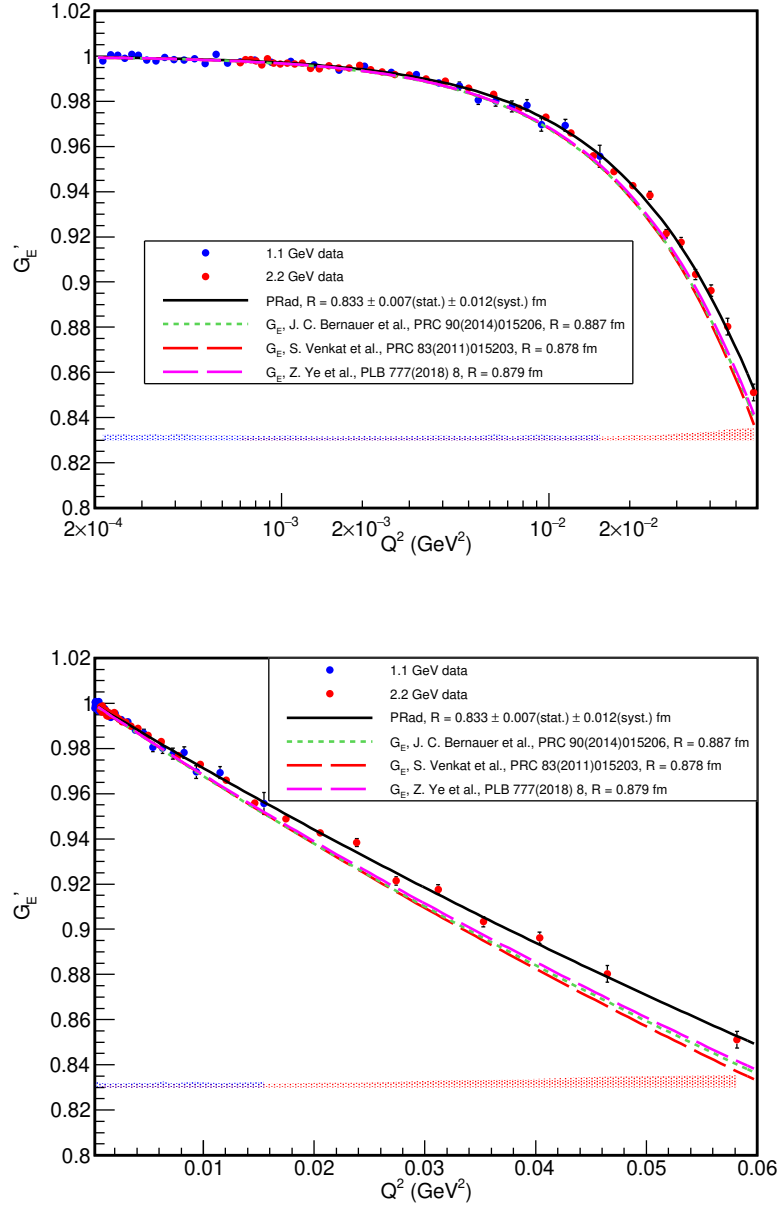 1.02
1
0.98
0.96
0.94
0.92
0.9
0.88
0.86
0.84
0.82
0.8
G_E'
1.1 GeV data
2.2 GeV data
PRad, R = 0.833 ± 0.007(stat.) ± 0.012(syst.) fm
G_E, J. C. Bernauer et al., PRC 90(2014)015206, R = 0.887 fm
G_E, S. Venkat et al., PRC 83(2011)015203, R = 0.878 fm
G_E, Z. Ye et al., PLB 777(2018) 8, R = 0.879 fm
2×10⁻⁴ 10⁻³ 2×10⁻³ 10⁻² 2×10⁻²
Q² (GeV²)
1.02
1
0.98
0.96
0.94
0.92
0.9
0.88
0.86
0.84
0.82
0.8
G_E'
1.1 GeV data
2.2 GeV data
PRad, R = 0.833 ± 0.007(stat.) ± 0.012(syst.) fm
G_E, J. C. Bernauer et al., PRC 90(2014)015206, R = 0.887 fm
G_E, S. Venkat et al., PRC 83(2011)015203, R = 0.878 fm
G_E, Z. Ye et al., PLB 777(2018) 8, R = 0.879 fm
0.01 0.02 0.03 0.04 0.05 0.06
Q² (GeV²)